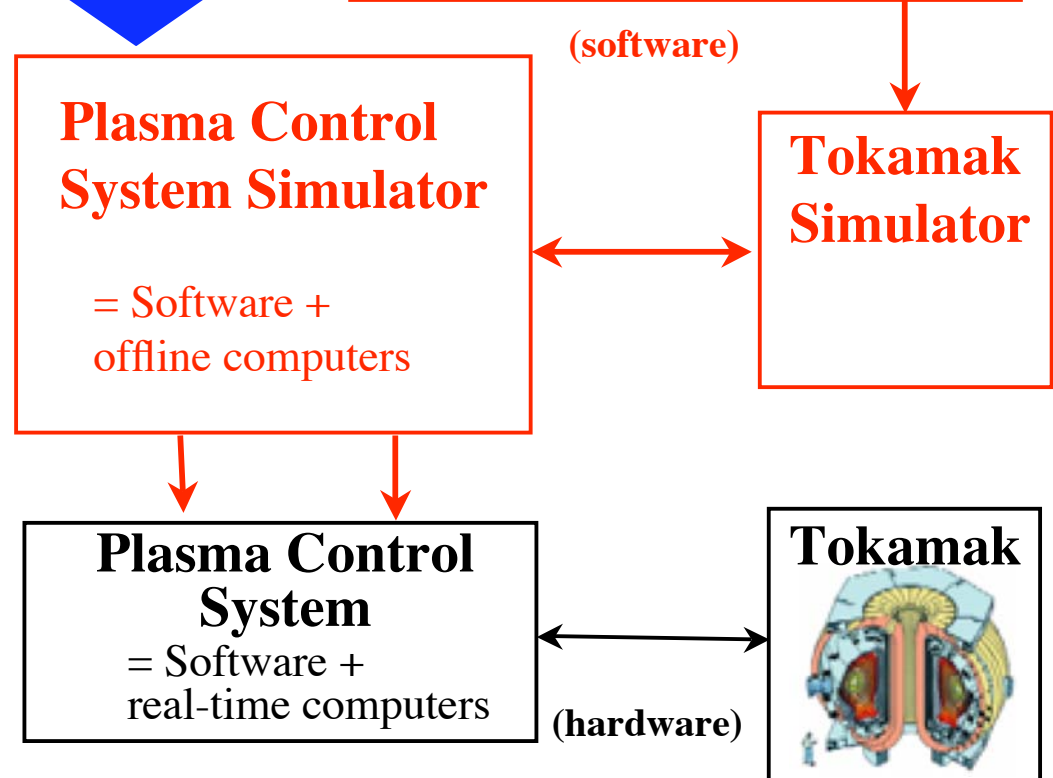 (software)
Plasma Control
System Simulator
= Software +
offline computers
Tokamak
Simulator
Plasma Control
System
= Software +
real-time computers
(hardware)
Tokamak